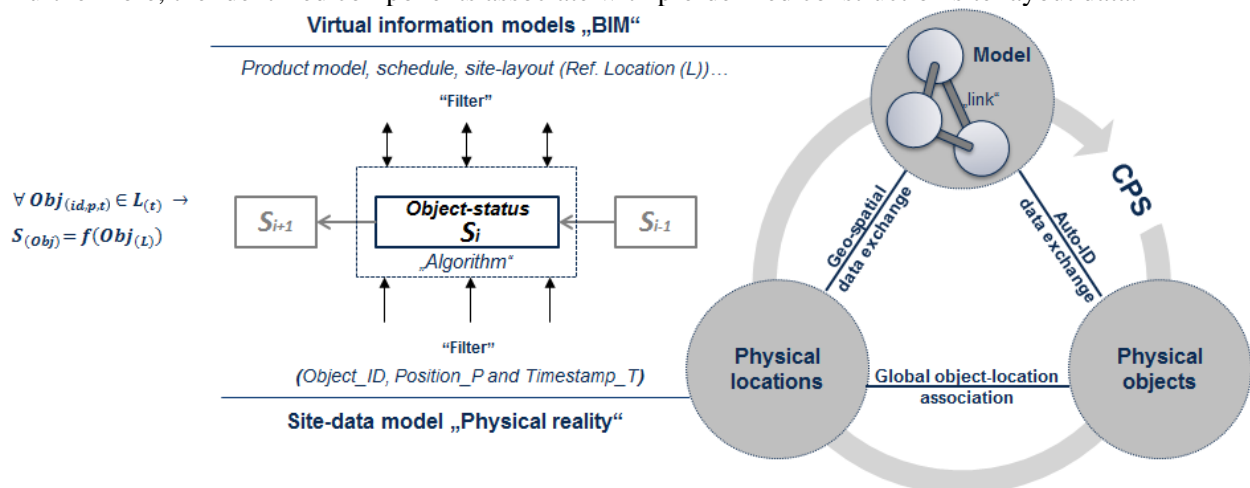 Virtual information models „BIM“
Product model, schedule, site-layout (Ref. Location (L))…
“Filter”
∀ Obj(id,p,t) ∈ L(t) →
S(Obj) = f(Obj(L))
Si+1
Object-status
Si
Si-1
„Algorithm“
“Filter”
(Object_ID, Position_P and Timestamp_T)
Site-data model „Physical reality“
Model
„link“
CPS
Geo-spatial
data exchange
Auto-ID
data exchange
Physical
locations
Global object-location
association
Physical
objects